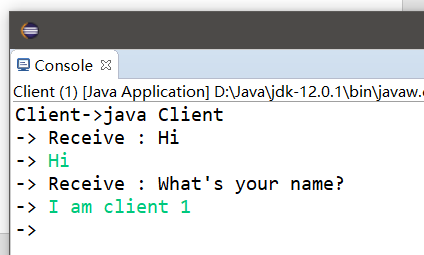 Console
Client (1) [Java Application] D:\Java\jdk-12.0.1\bin\javaw.
Client->java Client
-> Receive : Hi
-> Hi
-> Receive : What's your name?
-> I am client 1
->